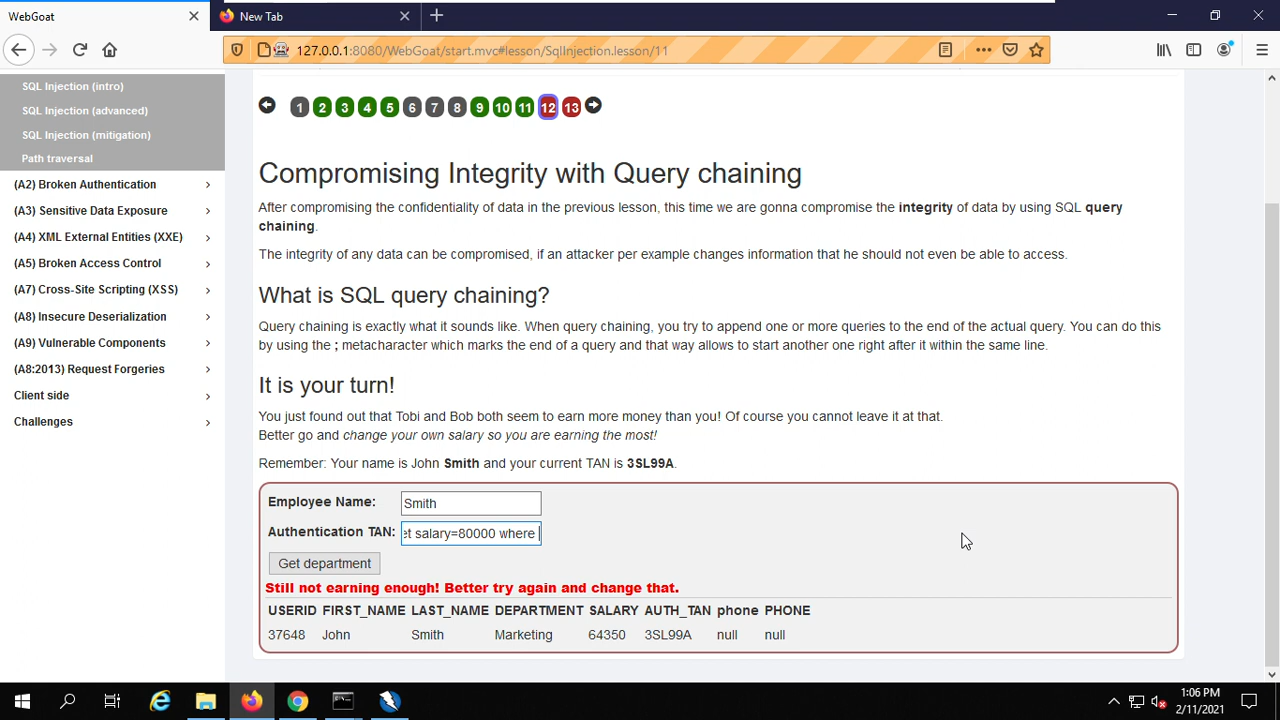 WebGoat
New Tab
127.0.0.1:8080/WebGoat/start.mvc#lesson/SqlInjection.lesson/11
SQL Injection (intro)
SQL Injection (advanced)
SQL Injection (mitigation)
Path traversal
(A2) Broken Authentication
(A3) Sensitive Data Exposure
(A4) XML External Entities (XXE)
(A5) Broken Access Control
(A7) Cross-Site Scripting (XSS)
(A8) Insecure Deserialization
(A9) Vulnerable Components
(A8:2013) Request Forgeries
Client side
Challenges
1 2 3 4 5 6 7 8 9 10 11 12 13
Compromising Integrity with Query chaining
After compromising the confidentiality of data in the previous lesson, this time we are gonna compromise the integrity of data by using SQL query
chaining.
The integrity of any data can be compromised, if an attacker per example changes information that he should not even be able to access.
What is SQL query chaining?
Query chaining is exactly what it sounds like. When query chaining, you try to append one or more queries to the end of the actual query. You can do this
by using the ; metacharacter which marks the end of a query and that way allows to start another one right after it within the same line.
It is your turn!
You just found out that Tobi and Bob both seem to earn more money than you! Of course you cannot leave it at that.
Better go and change your own salary so you are earning the most!
Remember: Your name is John Smith and your current TAN is 3SL99A.
Employee Name: Smith
Authentication TAN: et salary=80000 where
Get department
Still not earning enough! Better try again and change that.
USERID FIRST_NAME LAST_NAME DEPARTMENT SALARY AUTH_TAN phone PHONE
37648 John Smith Marketing 64350 3SL99A null null
1:06 PM
2/11/2021